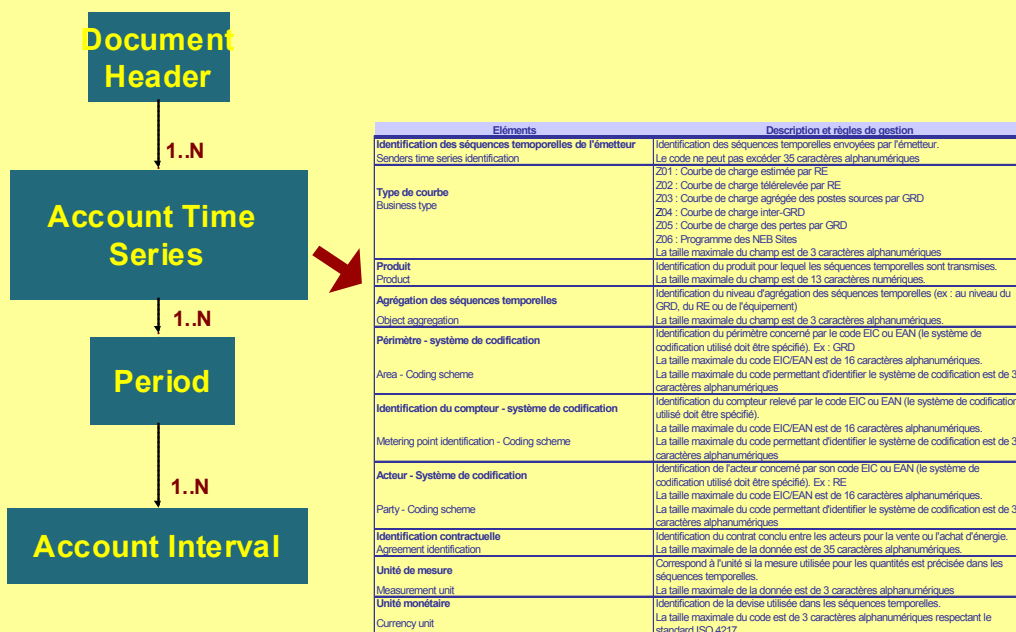 Document
Header
1..N
Account Time
Series
1..N
Period
1..N
Account Interval
Eléments
Description et règles de gestion
Identification des séquences temoporelles de l'émetteur
Identification des séquences temporelles envoyées par l'émetteur.
Senders time series identification
Le code ne peut pas excéder 35 caractères alphanumériques
Type de courbe
Business type
Z01 : Courbe de charge estimée par RE
Z02 : Courbe de charge télérelevée par RE
Z03 : Courbe de charge agrégée des postes sources par GRD
Z04 : Courbe de charge inter-GRD
Z05 : Courbe de charge des pertes par GRD
Z06 : Programme des NEB Sites
La taille maximale du champ est de 3 caractères alphanumériques
Produit
Identification du produit pour lequel les séquences temporelles sont transmises.
Product
La taille maximale du champ est de 13 caractères numériques.
Agrégation des séquences temporelles
Identification du niveau d'agrégation des séquences temporelles (ex : au niveau du
GRD, du RE ou de l'équipement)
Object aggregation
La taille maximale du champ est de 3 caractères alphanumériques.
Périmètre - système de codification
Identification du périmètre concerné par le code EIC ou EAN (le système de
codification utilisé doit être spécifié). Ex : GRD
La taille maximale du code EIC/EAN est de 16 caractères alphanumériques.
Area - Coding scheme
La taille maximale du code permettant d'identifier le système de codification est de 3
caractères alphanumériques
Identification du compteur - système de codification
Identification du compteur relevé par le code EIC ou EAN (le système de codification
utilisé doit être spécifié).
La taille maximale du code EIC/EAN est de 16 caractères alphanumériques.
Metering point identification - Coding scheme
La taille maximale du code permettant d'identifier le système de codification est de 3
caractères alphanumériques
Acteur - Système de codification
Identification de l'acteur concerné par son code EIC ou EAN (le système de
codification utilisé doit être spécifié). Ex : RE
La taille maximale du code EIC/EAN est de 16 caractères alphanumériques.
Party - Coding scheme
La taille maximale du code permettant d'identifier le système de codification est de 3
caractères alphanumériques
Identification contractuelle
Identification du contrat conclu entre les acteurs pour la vente ou l'achat d'énergie.
Agreement identification
La taille maximale de la donnée est de 35 caractères alphanumériques.
Unité de mesure
Correspond à l'unité si la mesure utilisée pour les quantités est précisée dans les
séquences temporelles.
Measurement unit
La taille maximale de la donnée est de 3 caractères alphanumériques
Unité monétaire
Identification de la devise utilisée dans les séquences temporelles.
Currency unit
La taille maximale du code est de 3 caractères alphanumériques respectant le
standard ISO 4217